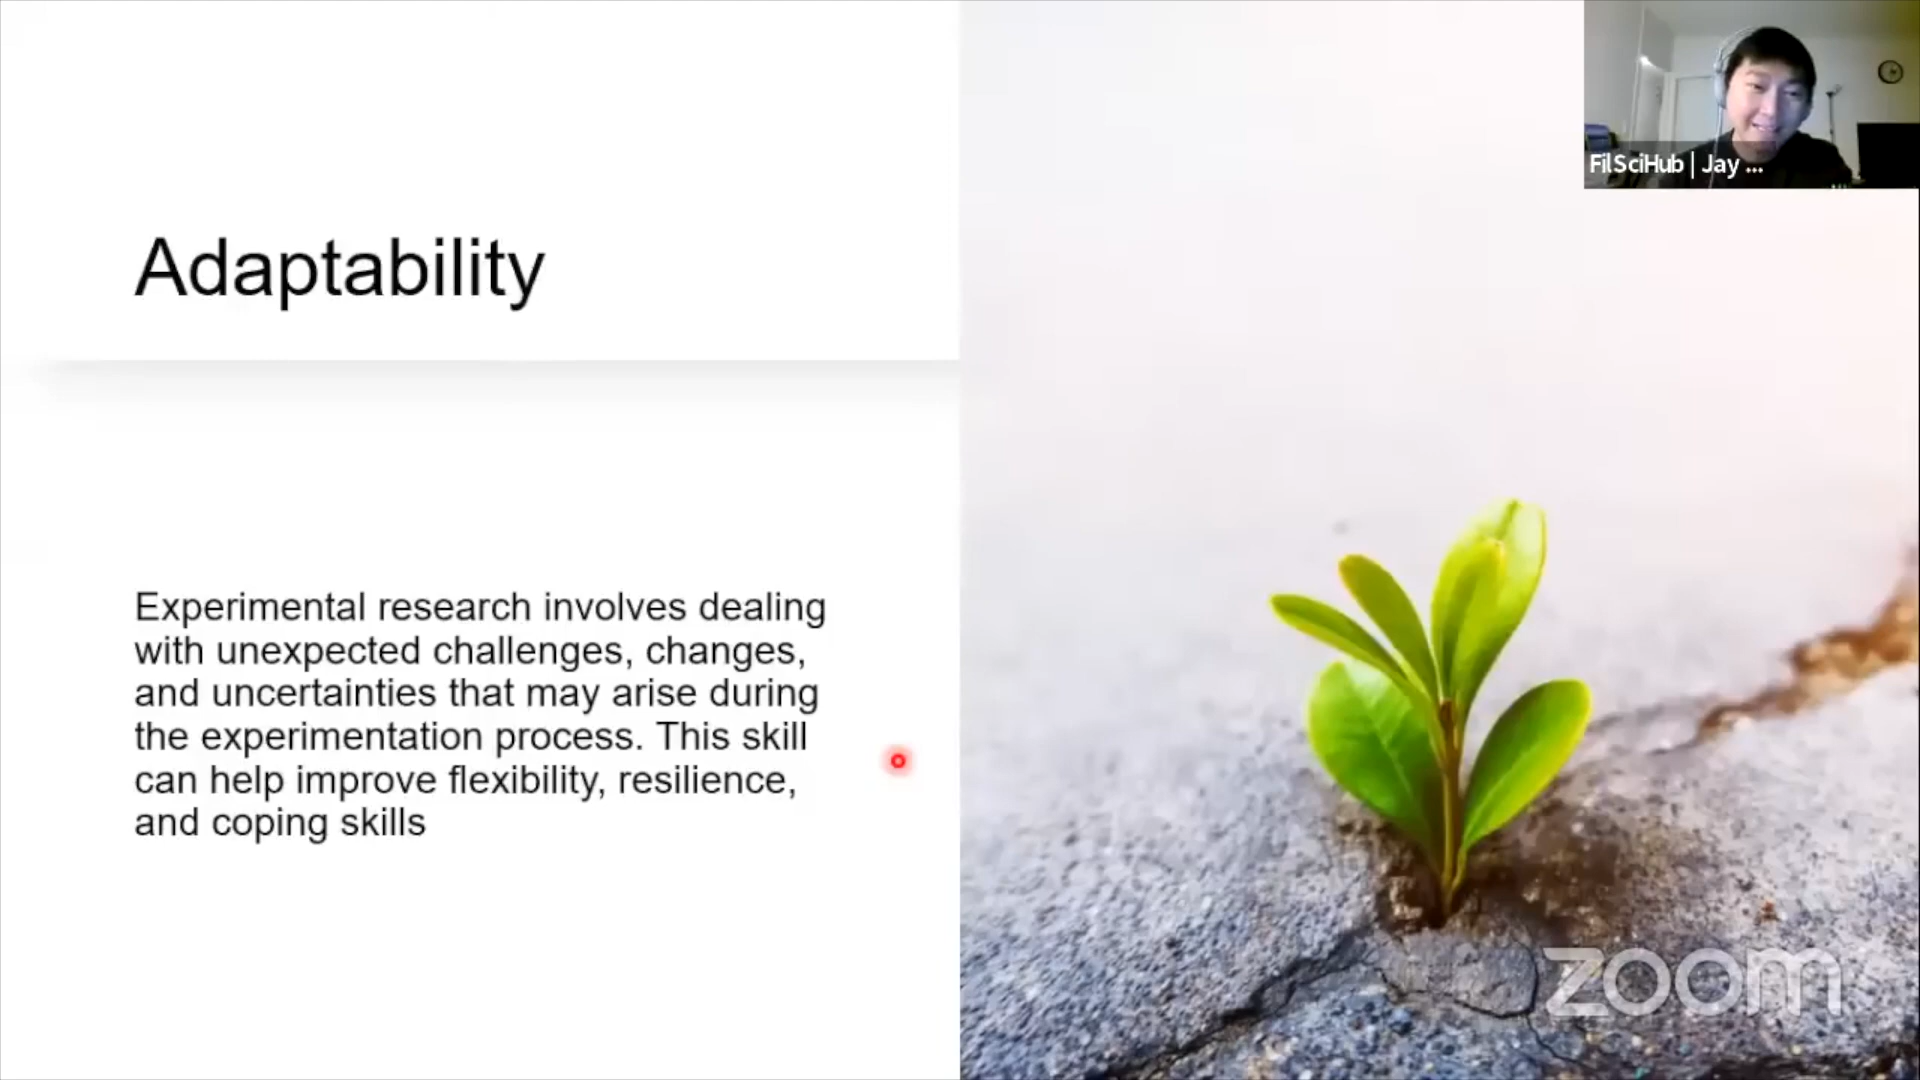 FilSciHub | Jay ...
Adaptability
Experimental research involves dealing
with unexpected challenges, changes,
and uncertainties that may arise during
the experimentation process. This skill
can help improve flexibility, resilience,
and coping skills
zoom